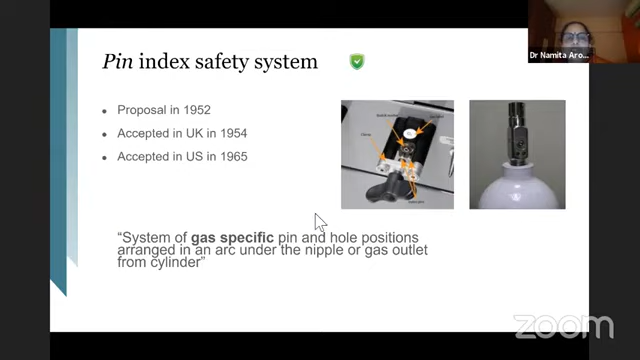 Pin index safety system
Dr Namita Aro...
Proposal in 1952
Accepted in UK in 1954
Accepted in US in 1965
“System of gas specific pin and hole positions
arranged in an arc under the nipple or gas outlet
from cylinder”
zoom